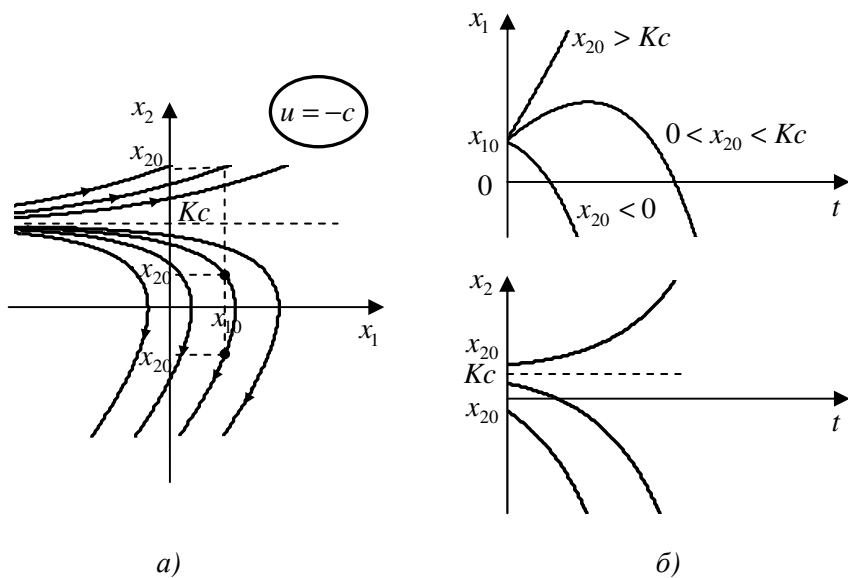 x₂
u = −c
x₂₀
Kc
x₂₀
x₁₀
x₁
x₂₀
а)
x₁
x₂₀ > Kc
x₁₀
0 < x₂₀ < Kc
0
x₂₀ < 0
t
x₂
x₂₀
Kc
x₂₀
t
б)